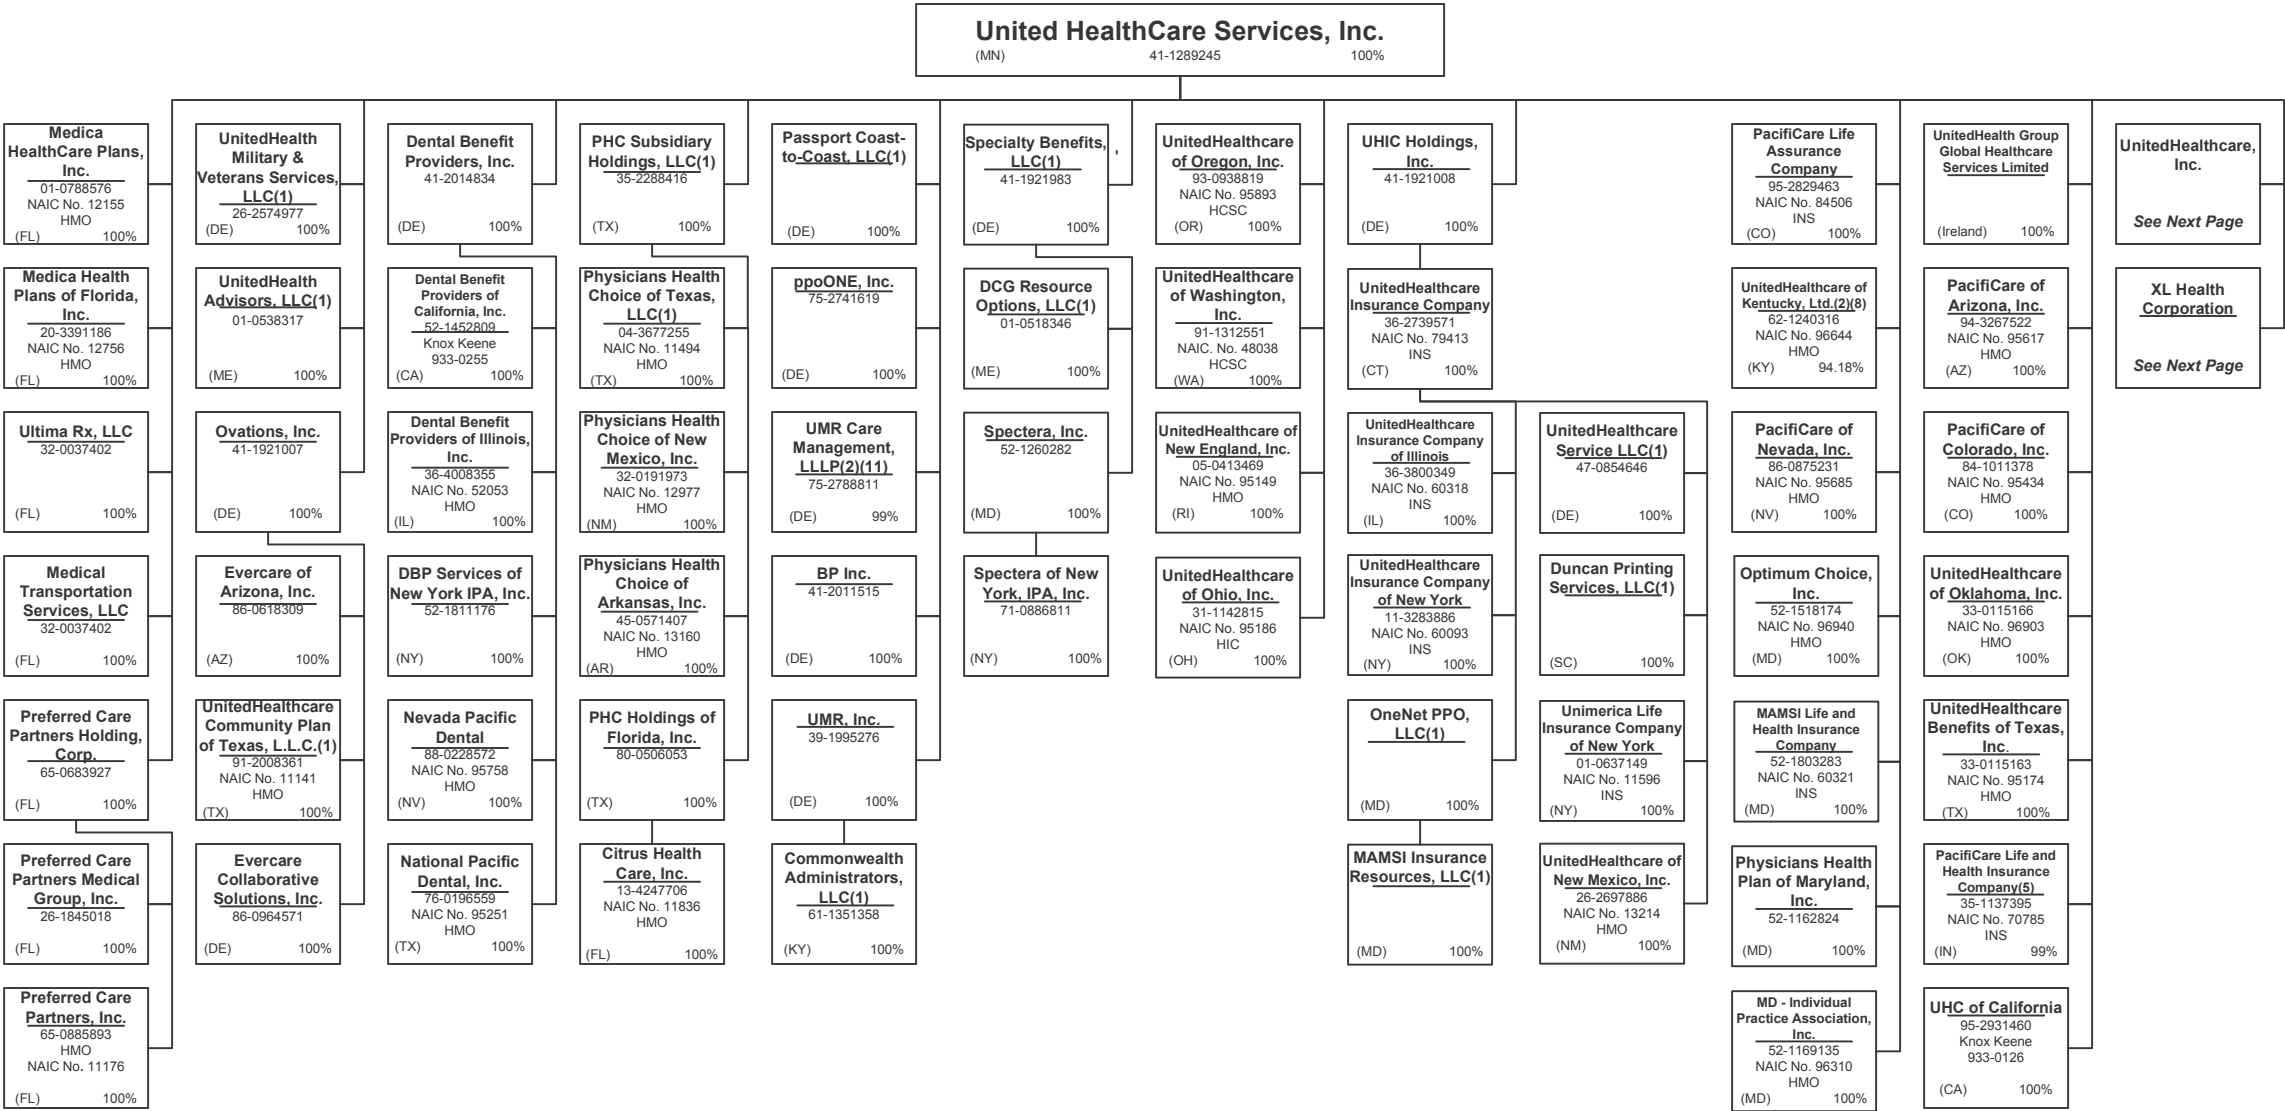 United HealthCare Services, Inc.
(MN) 41-1289245 100%
Medica
HealthCare Plans,
Inc.
01-0788576
NAIC No. 12155
HMO
(FL) 100%
Medica Health
Plans of Florida,
Inc.
20-3391186
NAIC No. 12756
HMO
(FL) 100%
Ultima Rx, LLC
32-0037402
(FL) 100%
Medical
Transportation
Services, LLC
32-0037402
(FL) 100%
Preferred Care
Partners Holding,
Corp.
65-0683927
(FL) 100%
Preferred Care
Partners Medical
Group, Inc.
26-1845018
(FL) 100%
Preferred Care
Partners, Inc.
65-0885893
HMO
NAIC No. 11176
(FL) 100%
UnitedHealth
Military &
Veterans Services,
LLC(1)
26-2574977
(DE) 100%
UnitedHealth
Advisors, LLC(1)
01-0538317
(ME) 100%
Ovations, Inc.
41-1921007
(DE) 100%
Evercare of
Arizona, Inc.
86-0618309
(AZ) 100%
UnitedHealthcare
Community Plan
of Texas, L.L.C.(1)
91-2008361
NAIC No. 11141
HMO
(TX) 100%
Evercare
Collaborative
Solutions, Inc.
86-0964571
(DE) 100%
Dental Benefit
Providers, Inc.
41-2014834
(DE) 100%
Dental Benefit
Providers of
California, Inc.
52-1452809
Knox Keene
933-0255
(CA) 100%
Dental Benefit
Providers of Illinois,
Inc.
36-4008355
NAIC No. 52053
HMO
(IL) 100%
DBP Services of
New York IPA, Inc.
52-1811176
(NY) 100%
Nevada Pacific
Dental
88-0228572
NAIC No. 95758
HMO
(NV) 100%
National Pacific
Dental, Inc.
76-0196559
NAIC No. 95251
HMO
(TX) 100%
PHC Subsidiary
Holdings, LLC(1)
35-2288416
(TX) 100%
Physicians Health
Choice of Texas,
LLC(1)
04-3677255
NAIC No. 11494
HMO
(TX) 100%
Physicians Health
Choice of New
Mexico, Inc.
32-0191973
NAIC No. 12977
HMO
(NM) 100%
Physicians Health
Choice of
Arkansas, Inc.
45-0571407
NAIC No. 13160
HMO
(AR) 100%
PHC Holdings of
Florida, Inc.
80-0506053
(TX) 100%
Citrus Health
Care, Inc.
13-4247706
NAIC No. 11836
HMO
(FL) 100%
Passport Coast-
to-Coast, LLC(1)
(DE) 100%
ppoONE, Inc.
75-2741619
(DE) 100%
UMR Care
Management,
LLLP(2)(11)
75-2788811
(DE) 99%
BP Inc.
41-2011515
(DE) 100%
UMR, Inc.
39-1995276
(DE) 100%
Commonwealth
Administrators,
LLC(1)
61-1351358
(KY) 100%
Specialty Benefits,
LLC(1)
41-1921983
(DE) 100%
DCG Resource
Options, LLC(1)
01-0518346
(ME) 100%
Spectera, Inc.
52-1260282
(MD) 100%
Spectera of New
York, IPA, Inc.
71-0886811
(NY) 100%
UnitedHealthcare
of Oregon, Inc.
93-0938819
NAIC No. 95893
HCSC
(OR) 100%
UnitedHealthcare
of Washington,
Inc.
91-1312551
NAIC. No. 48038
HCSC
(WA) 100%
UnitedHealthcare of
New England, Inc.
05-0413469
NAIC No. 95149
HMO
(RI) 100%
UnitedHealthcare
of Ohio, Inc.
31-1142815
NAIC No. 95186
HIC
(OH) 100%
UHIC Holdings,
Inc.
41-1921008
(DE) 100%
UnitedHealthcare
Insurance Company
36-2739571
NAIC No. 79413
INS
(CT) 100%
UnitedHealthcare
Insurance Company
of Illinois
36-3800349
NAIC No. 60318
INS
(IL) 100%
UnitedHealthcare
Insurance Company
of New York
11-3283886
NAIC No. 60093
INS
(NY) 100%
OneNet PPO,
LLC(1)
(MD) 100%
MAMSI Insurance
Resources, LLC(1)
(MD) 100%
UnitedHealthcare
Service LLC(1)
47-0854646
(DE) 100%
Duncan Printing
Services, LLC(1)
(SC) 100%
Unimerica Life
Insurance Company
of New York
01-0637149
NAIC No. 11596
INS
(NY) 100%
UnitedHealthcare of
New Mexico, Inc.
26-2697886
NAIC No. 13214
HMO
(NM) 100%
PacifiCare Life
Assurance
Company
95-2829463
NAIC No. 84506
INS
(CO) 100%
UnitedHealthcare of
Kentucky, Ltd.(2)(8)
62-1240316
NAIC No. 96644
HMO
(KY) 94.18%
PacifiCare of
Nevada, Inc.
86-0875231
NAIC No. 95685
HMO
(NV) 100%
Optimum Choice,
Inc.
52-1518174
NAIC No. 96940
HMO
(MD) 100%
MAMSI Life and
Health Insurance
Company
52-1803283
NAIC No. 60321
INS
(MD) 100%
Physicians Health
Plan of Maryland,
Inc.
52-1162824
(MD) 100%
MD - Individual
Practice Association,
Inc.
52-1169135
NAIC No. 96310
HMO
(MD) 100%
UnitedHealth Group
Global Healthcare
Services Limited
(Ireland) 100%
PacifiCare of
Arizona, Inc.
94-3267522
NAIC No. 95617
HMO
(AZ) 100%
PacifiCare of
Colorado, Inc.
84-1011378
NAIC No. 95434
HMO
(CO) 100%
UnitedHealthcare
of Oklahoma, Inc.
33-0115166
NAIC No. 96903
HMO
(OK) 100%
UnitedHealthcare
Benefits of Texas,
Inc.
33-0115163
NAIC No. 95174
HMO
(TX) 100%
PacifiCare Life and
Health Insurance
Company(5)
35-1137395
NAIC No. 70785
INS
(IN) 99%
UHC of California
95-2931460
Knox Keene
933-0126
(CA) 100%
UnitedHealthcare,
Inc.
See Next Page
XL Health
Corporation
See Next Page